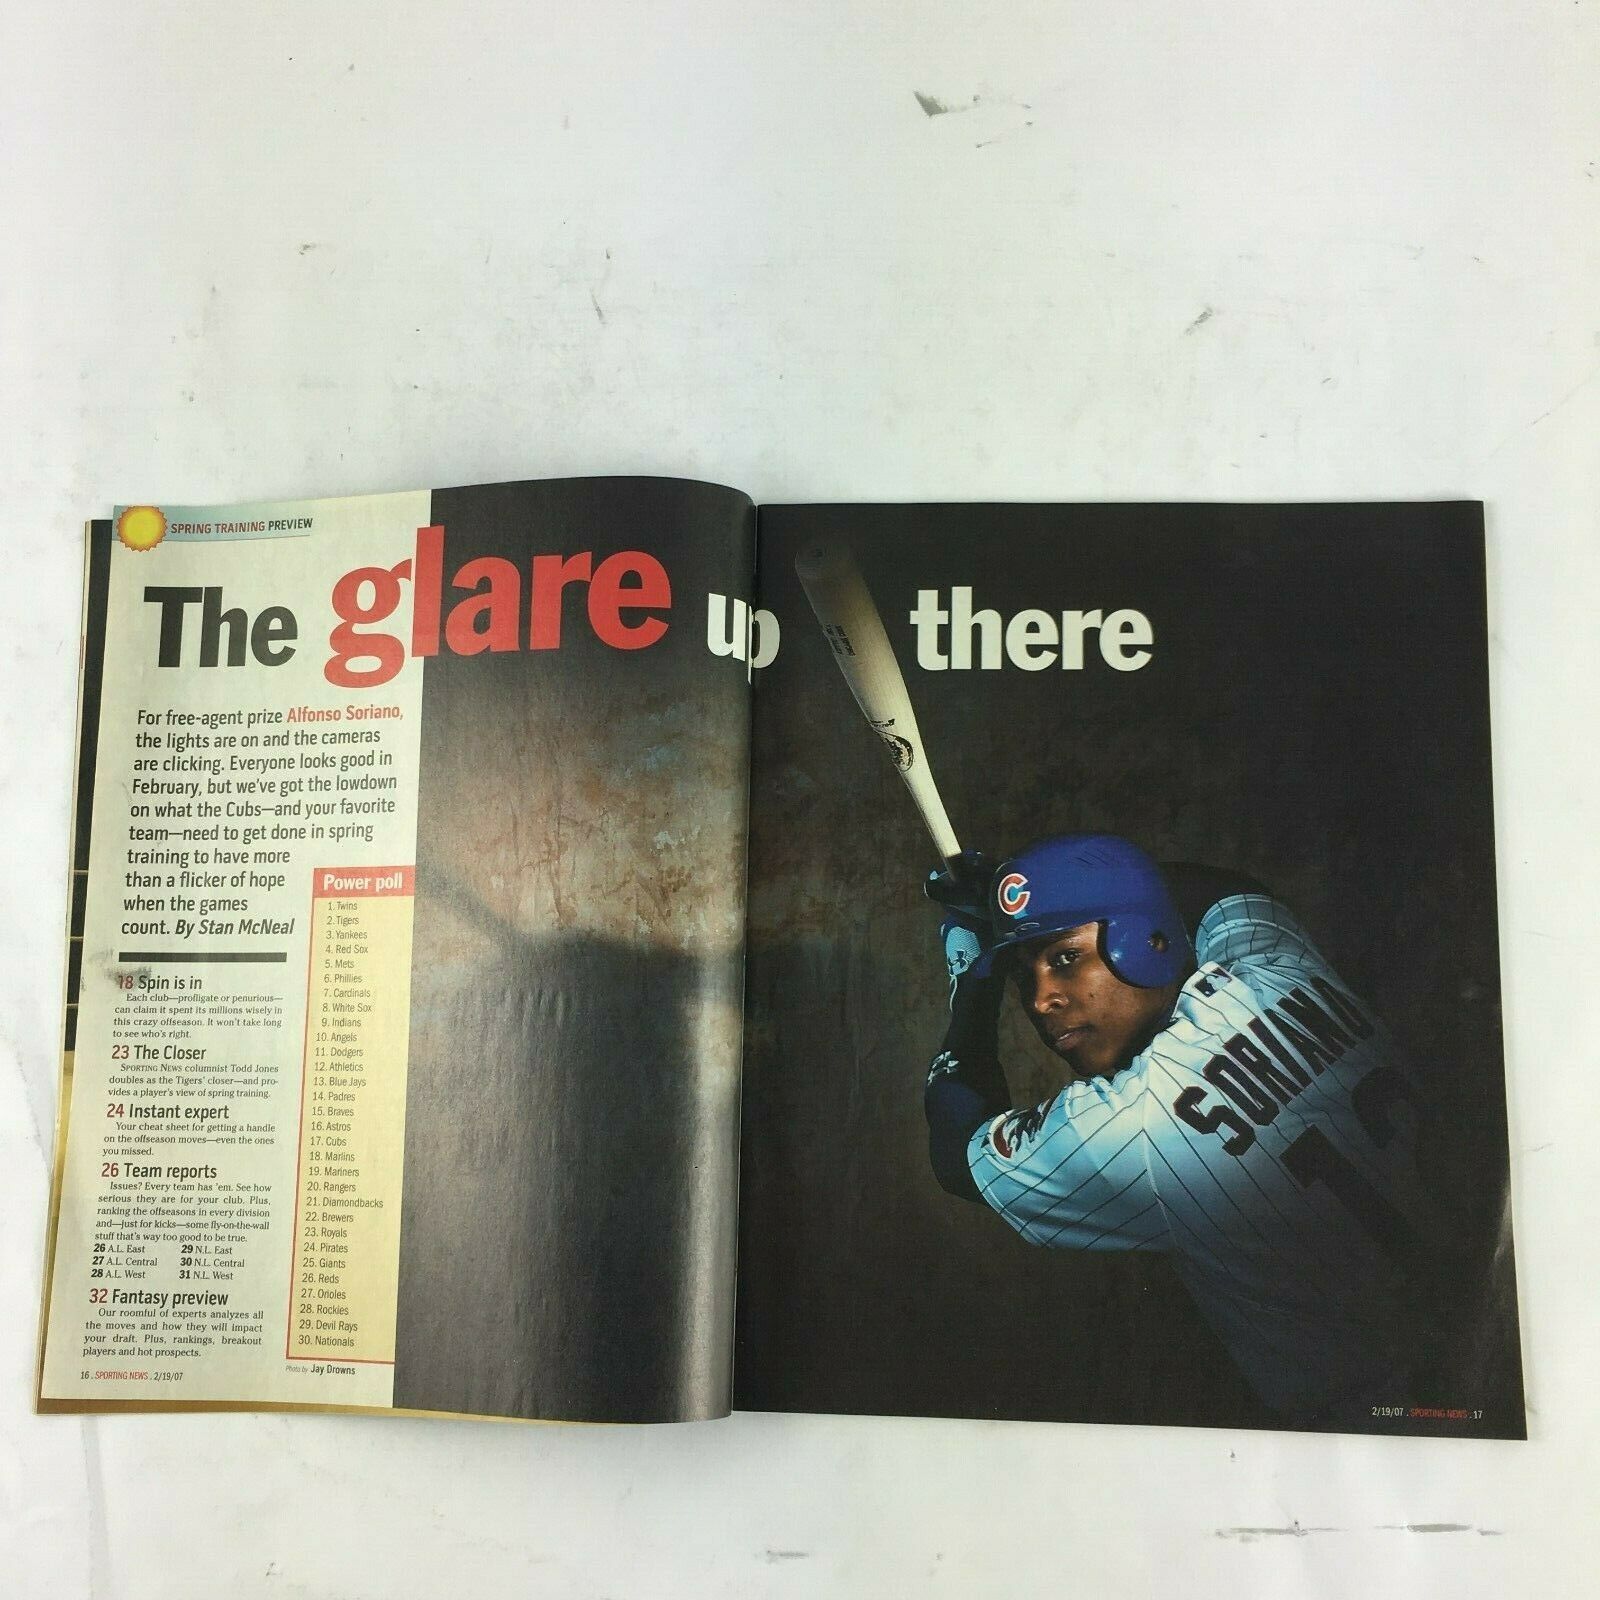 SPRING TRAINING PREVIEW
The glare up there
For free-agent prize Alfonso Soriano,
the lights are on and the cameras
are clicking. Everyone looks good in
February, but we've got the lowdown
on what the Cubs—and your favorite
team—need to get done in spring
training to have more
than a flicker of hope
when the games
count. By Stan McNeal
18 Spin is in
Each club—profligate or penurious—
can claim it spent its millions wisely in
this crazy offseason. It won't take long
to see who's right.
23 The Closer
SPORTING NEWS columnist Todd Jones
doubles as the Tigers' closer—and pro-
vides a player's view of spring training.
24 Instant expert
Your cheat sheet for getting a handle
on the offseason moves—even the ones
you missed.
26 Team reports
Issues? Every team has 'em. See how
serious they are for your club. Plus,
ranking the offseasons in every division
and—just for kicks—some fly-on-the-wall
stuff that's way too good to be true.
26 A.L. East 29 N.L. East
27 A.L. Central 30 N.L. Central
28 A.L. West 31 N.L. West
32 Fantasy preview
Our roomful of experts analyzes all
the moves and how they will impact
your draft. Plus, rankings, breakout
players and hot prospects.
16 . SPORTING NEWS . 2/19/07
Power poll
1. Twins
2. Tigers
3. Yankees
4. Red Sox
5. Mets
6. Phillies
7. Cardinals
8. White Sox
9. Indians
10. Angels
11. Dodgers
12. Athletics
13. Blue Jays
14. Padres
15. Braves
16. Astros
17. Cubs
18. Marlins
19. Mariners
20. Rangers
21. Diamondbacks
22. Brewers
23. Royals
24. Pirates
25. Giants
26. Reds
27. Orioles
28. Rockies
29. Devil Rays
30. Nationals
Photo by Jay Drowns
C
SORIANO
12
2/19/07 . SPORTING NEWS . 17